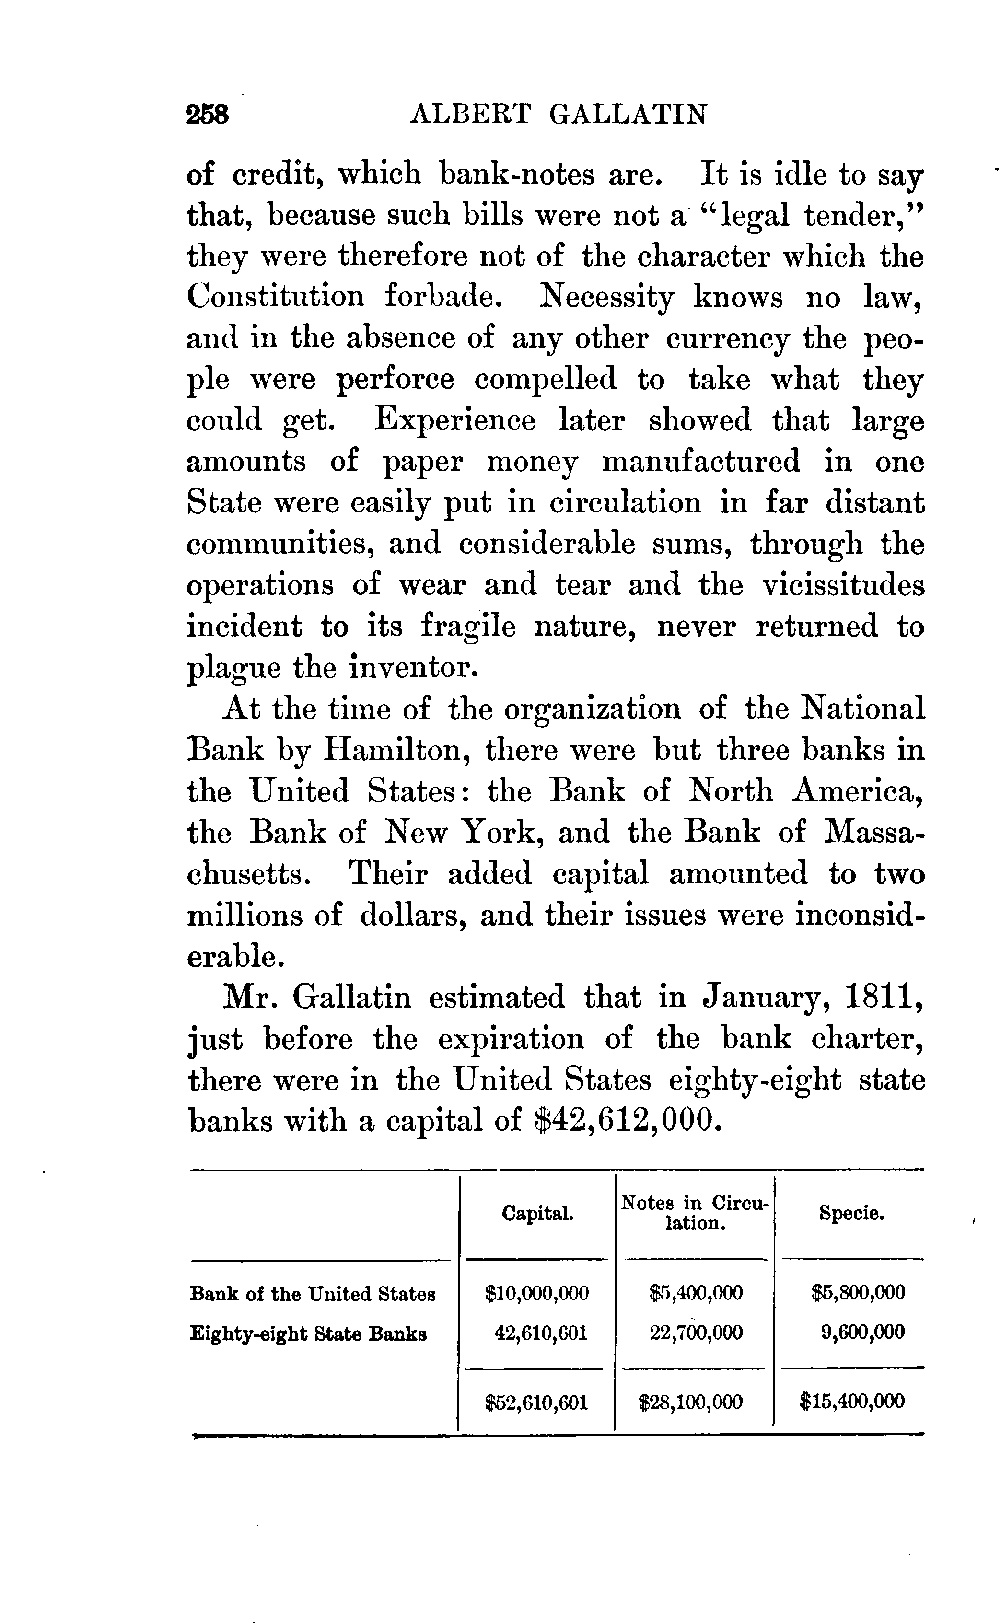 258 ALBERT GALLATIN
of credit, which bank-notes are. It is idle to say
that, because such bills were not a “legal tender,”
they were therefore not of the character which the
Constitution forbade. Necessity knows no law,
and in the absence of any other currency the peo-
ple were perforce compelled to take what they
could get. Experience later showed that large
amounts of paper money manufactured in one
State were easily put in circulation in far distant
communities, and considerable sums, through the
operations of wear and tear and the vicissitudes
incident to its fragile nature, never returned to
plague the inventor.
At the time of the organization of the National
Bank by Hamilton, there were but three banks in
the United States: the Bank of North America,
the Bank of New York, and the Bank of Massa-
chusetts. Their added capital amounted to two
millions of dollars, and their issues were inconsid-
erable.
Mr. Gallatin estimated that in January, 1811,
just before the expiration of the bank charter,
there were in the United States eighty-eight state
banks with a capital of $42,612,000.
Capital. Notes in Circu- Specie.
lation.
Bank of the United States $10,000,000 $5,400,000 $5,800,000
Eighty-eight State Banks 42,610,601 22,700,000 9,600,000
$52,610,601 $28,100,000 $15,400,000